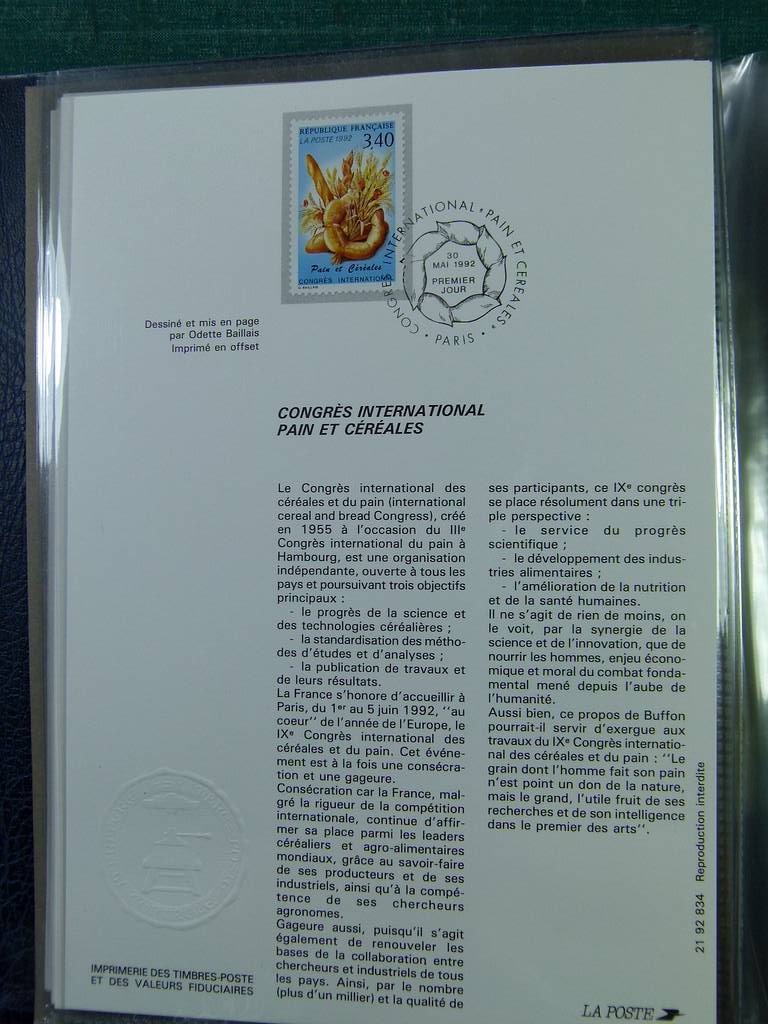 RÉPUBLIQUE FRANÇAISE
LA POSTE 1992
3,40
Pain et Céréales
CONGRÈS INTERNATIONAL
O. BAILLAIS
CONGRES INTERNATIONAL • PAIN ET CEREALES •
• PARIS •
30
MAI 1992
PREMIER
JOUR
Dessiné et mis en page
par Odette Baillais
Imprimé en offset
CONGRÈS INTERNATIONAL
PAIN ET CÉRÉALES
Le Congrès international des
céréales et du pain (international
cereal and bread Congress), créé
en 1955 à l'occasion du IIIe
Congrès international du pain à
Hambourg, est une organisation
indépendante, ouverte à tous les
pays et poursuivant trois objectifs
principaux :
- le progrès de la science et
des technologies céréalières ;
- la standardisation des métho-
des d'études et d'analyses ;
- la publication de travaux et
de leurs résultats.
La France s'honore d'accueillir à
Paris, du 1er au 5 juin 1992, ''au
coeur'' de l'année de l'Europe, le
IXe Congrès international des
céréales et du pain. Cet événe-
ment est à la fois une consécra-
tion et une gageure.
Consécration car la France, mal-
gré la rigueur de la compétition
internationale, continue d'affir-
mer sa place parmi les leaders
céréaliers et agro-alimentaires
mondiaux, grâce au savoir-faire
de ses producteurs et de ses
industriels, ainsi qu'à la compé-
tence de ses chercheurs
agronomes.
Gageure aussi, puisqu'il s'agit
également de renouveler les
bases de la collaboration entre
chercheurs et industriels de tous
les pays. Ainsi, par le nombre
(plus d'un millier) et la qualité de
ses participants, ce IXe congrès
se place résolument dans une tri-
ple perspective :
- le service du progrès
scientifique ;
- le développement des indus-
tries alimentaires ;
- l'amélioration de la nutrition
et de la santé humaines.
Il ne s'agit de rien de moins, on
le voit, par la synergie de la
science et de l'innovation, que de
nourrir les hommes, enjeu écono-
mique et moral du combat fonda-
mental mené depuis l'aube de
l'humanité.
Aussi bien, ce propos de Buffon
pourrait-il servir d'exergue aux
travaux du IXe Congrès internatio-
nal des céréales et du pain : ''Le
grain dont l'homme fait son pain
n'est point un don de la nature,
mais le grand, l'utile fruit de ses
recherches et de son intelligence
dans le premier des arts''.
21 92 834 Reproduction interdite
IMPRIMERIE DES TIMBRES-POSTE
ET DES VALEURS FIDUCIAIRES
LA POSTE